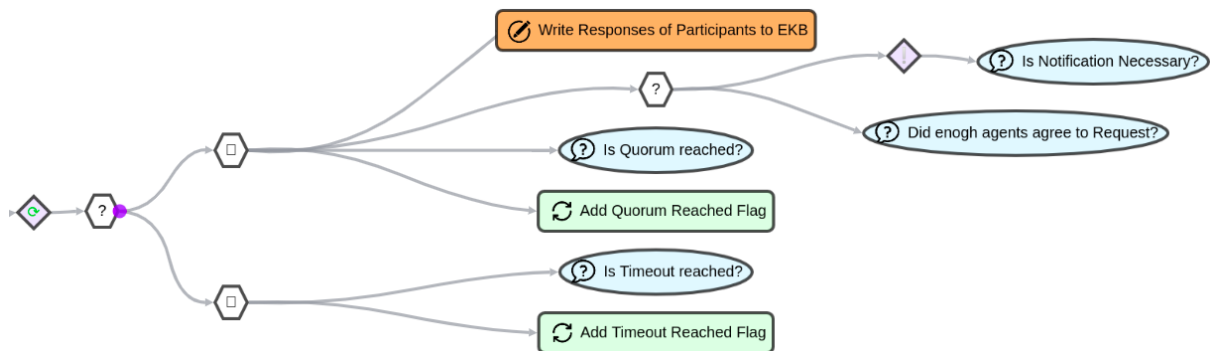 Write Responses of Participants to EKB
Is Notification Necessary?
?
Did enogh agents agree to Request?
Is Quorum reached?
?
Add Quorum Reached Flag
Is Timeout reached?
Add Timeout Reached Flag